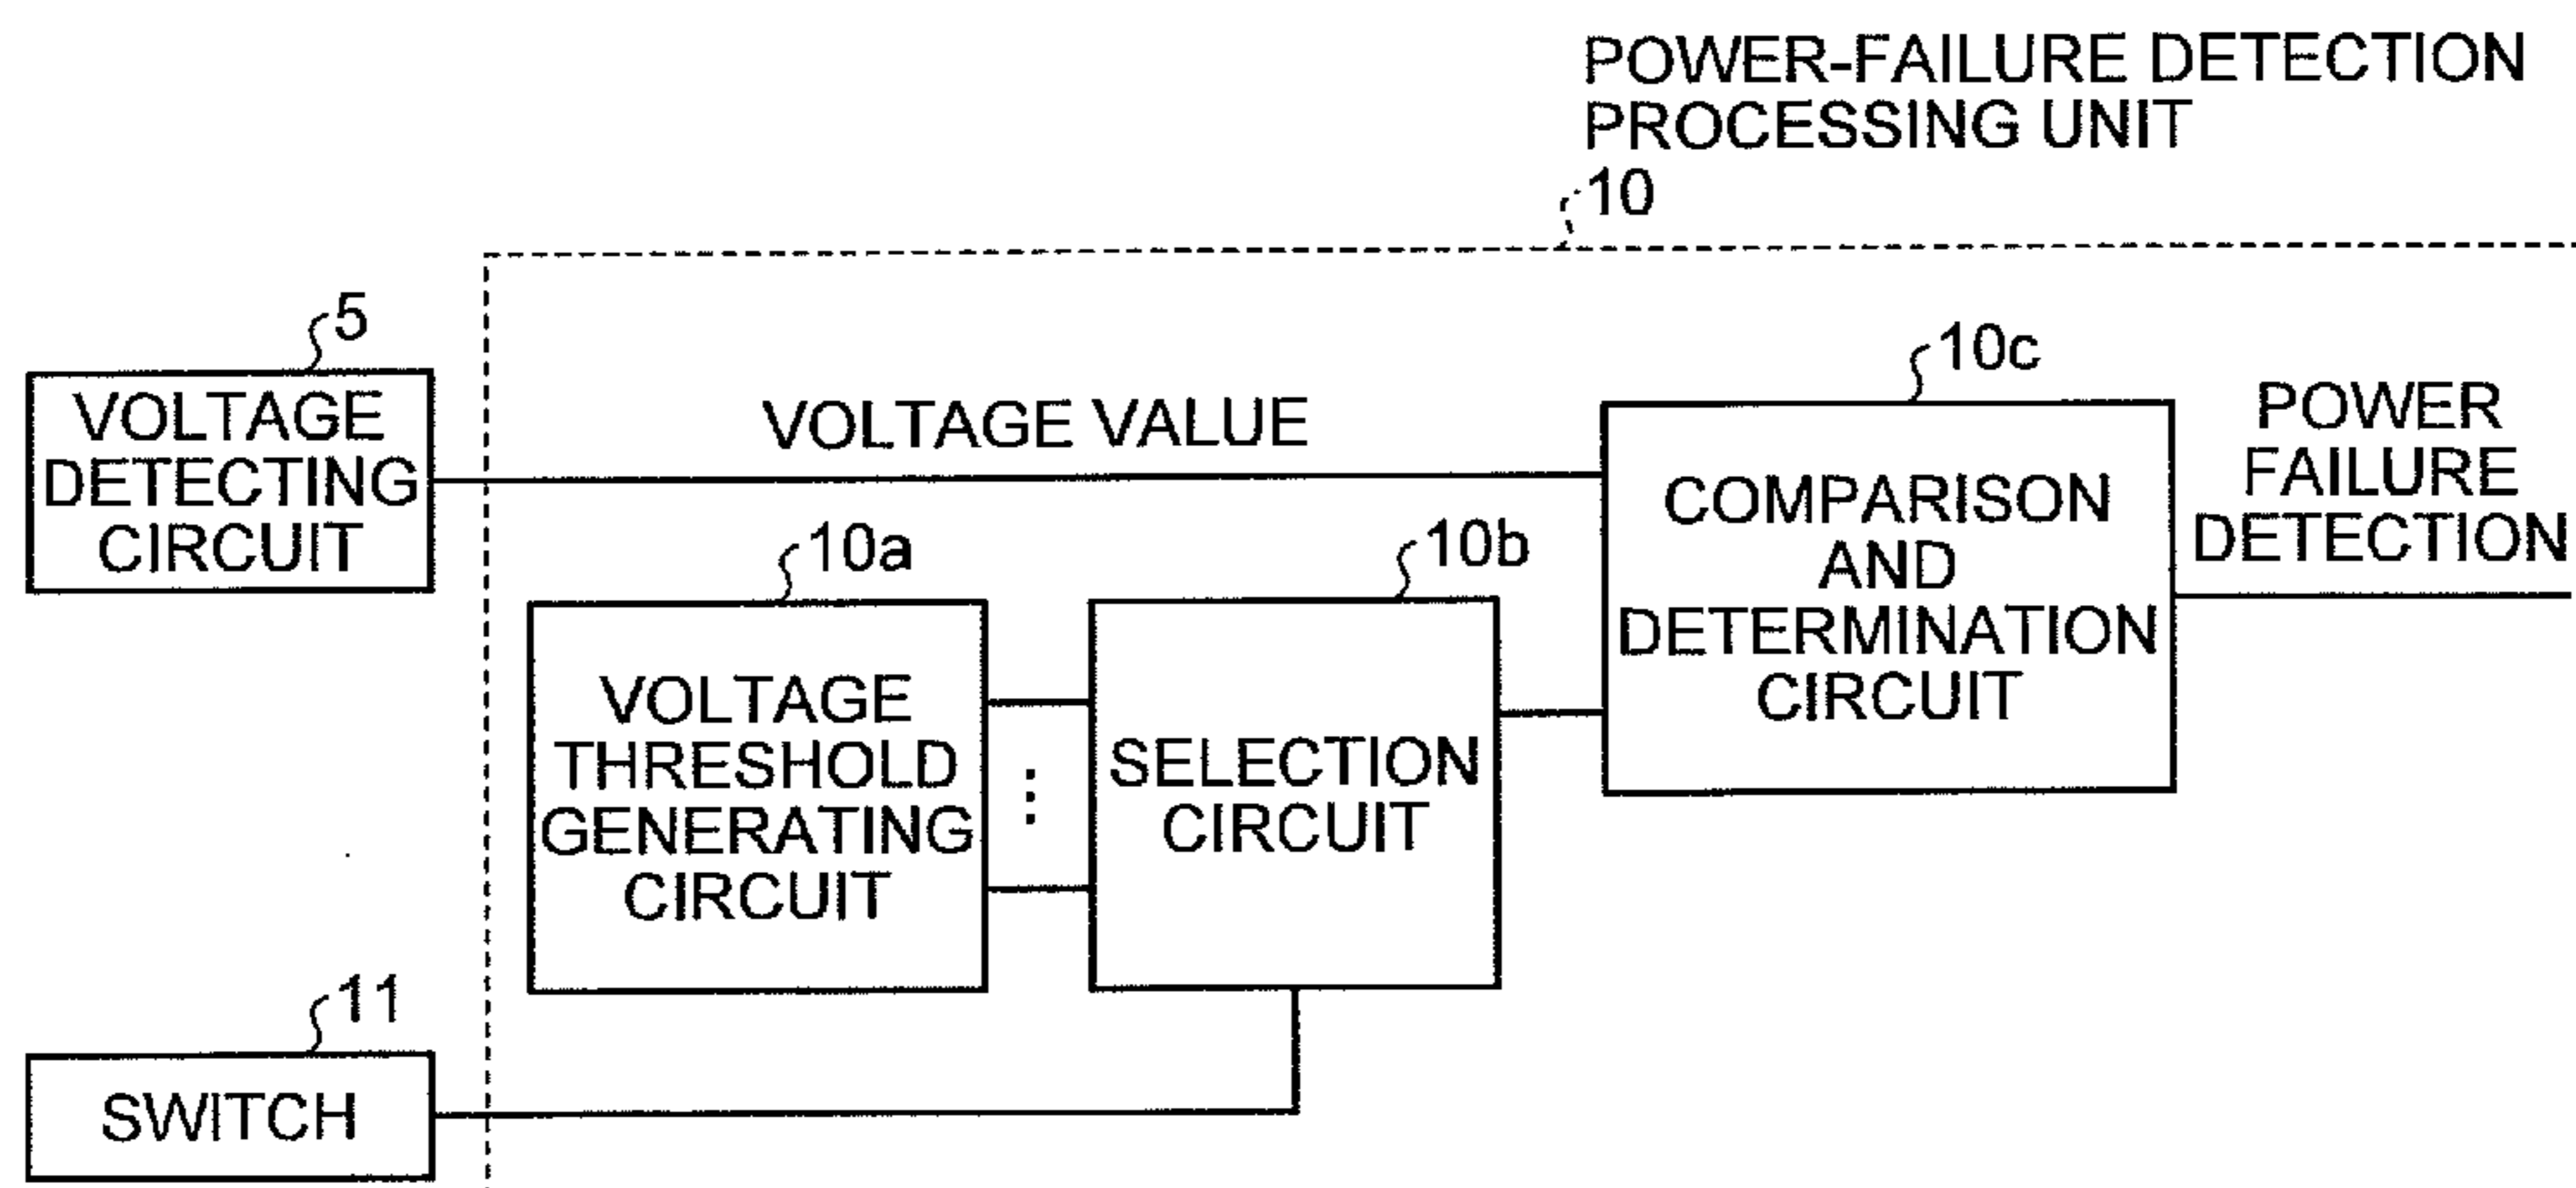 POWER-FAILURE DETECTION
PROCESSING UNIT
10
5
VOLTAGE
DETECTING
CIRCUIT
VOLTAGE VALUE
10c
COMPARISON
AND
DETERMINATION
CIRCUIT
POWER
FAILURE
DETECTION
10a
VOLTAGE
THRESHOLD
GENERATING
CIRCUIT
10b
SELECTION
CIRCUIT
11
SWITCH